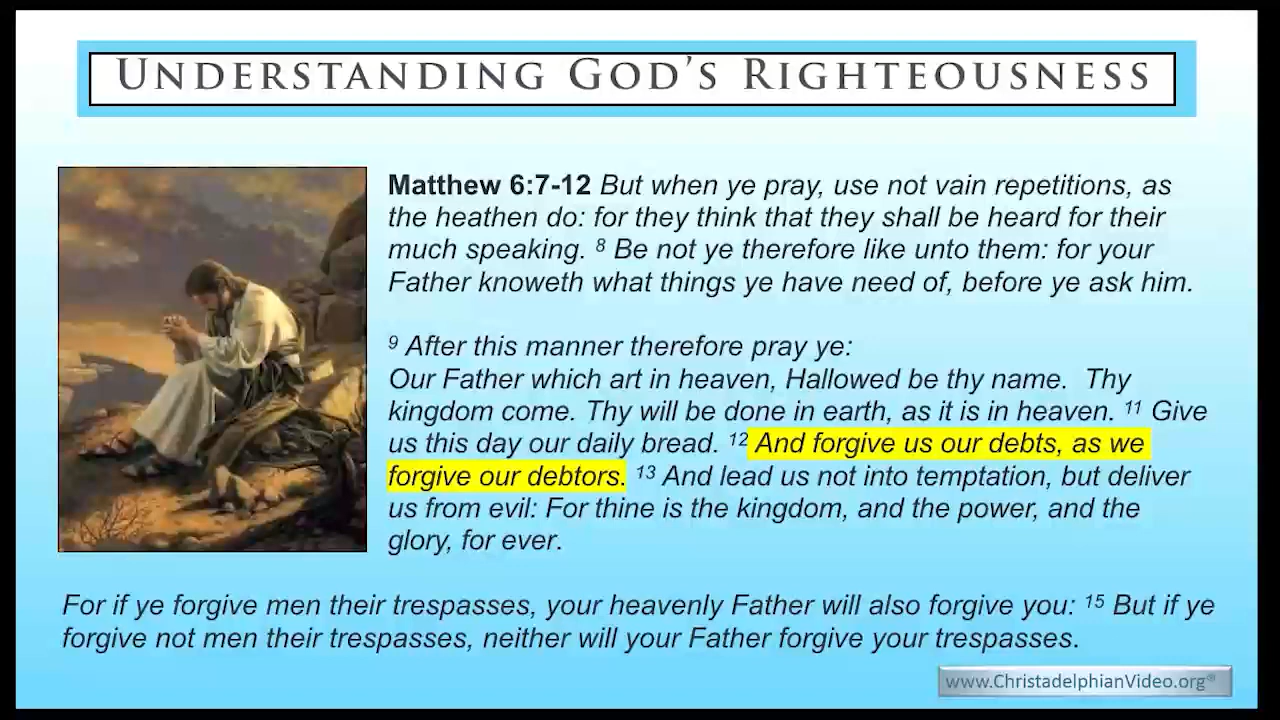 UNDERSTANDING GOD'S RIGHTEOUSNESS
Matthew 6:7-12 But when ye pray, use not vain repetitions, as
the heathen do: for they think that they shall be heard for their
much speaking. 8 Be not ye therefore like unto them: for your
Father knoweth what things ye have need of, before ye ask him.
9 After this manner therefore pray ye:
Our Father which art in heaven, Hallowed be thy name. Thy
kingdom come. Thy will be done in earth, as it is in heaven. 11 Give
us this day our daily bread. 12 And forgive us our debts, as we
forgive our debtors. 13 And lead us not into temptation, but deliver
us from evil: For thine is the kingdom, and the power, and the
glory, for ever.
For if ye forgive men their trespasses, your heavenly Father will also forgive you: 15 But if ye
forgive not men their trespasses, neither will your Father forgive your trespasses.
www.ChristadelphianVideo.org®